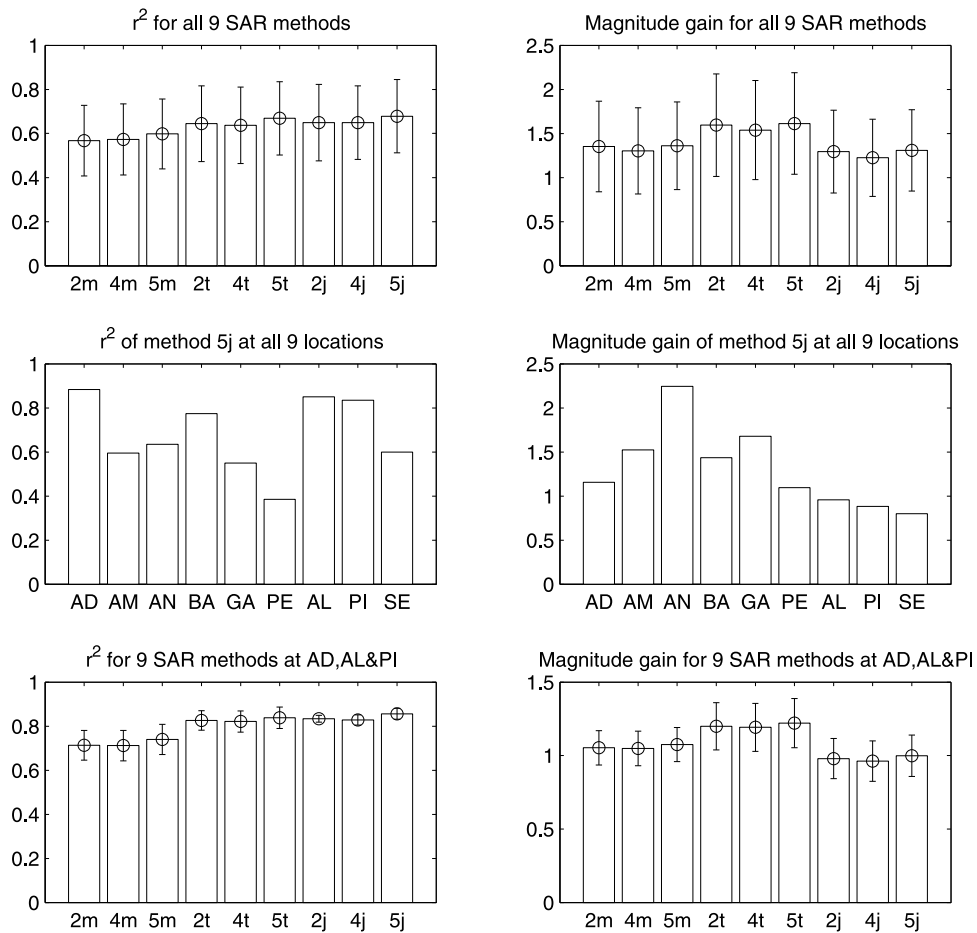 r² for all 9 SAR methods
1
0.8
0.6
0.4
0.2
0
2m 4m 5m 2t 4t 5t 2j 4j 5j
Magnitude gain for all 9 SAR methods
2.5
2
1.5
1
0.5
0
2m 4m 5m 2t 4t 5t 2j 4j 5j
r² of method 5j at all 9 locations
1
0.8
0.6
0.4
0.2
0
AD AM AN BA GA PE AL PI SE
Magnitude gain of method 5j at all 9 locations
2.5
2
1.5
1
0.5
0
AD AM AN BA GA PE AL PI SE
r² for 9 SAR methods at AD,AL&PI
1
0.8
0.6
0.4
0.2
0
2m 4m 5m 2t 4t 5t 2j 4j 5j
Magnitude gain for 9 SAR methods at AD,AL&PI
1.5
1
0.5
0
2m 4m 5m 2t 4t 5t 2j 4j 5j